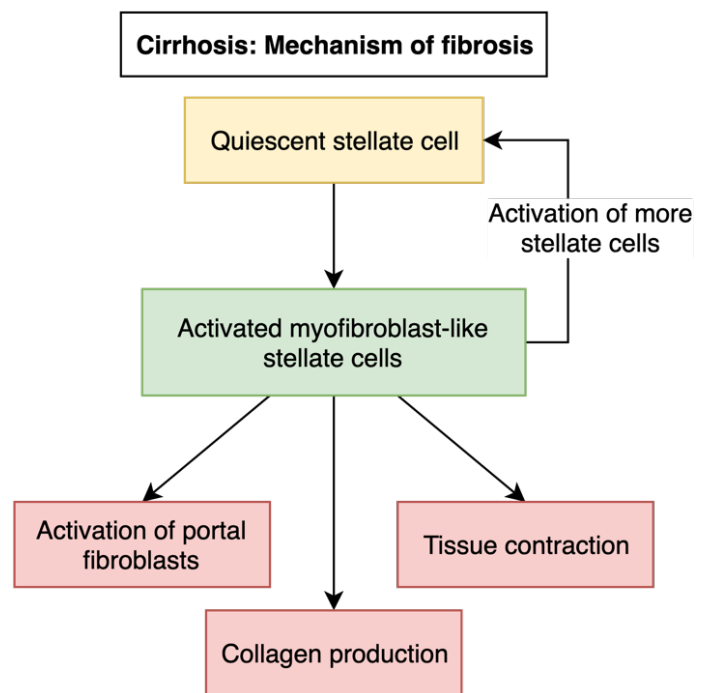 Cirrhosis: Mechanism of fibrosis
Quiescent stellate cell
Activation of more
stellate cells
Activated myofibroblast-like
stellate cells
Activation of portal
fibroblasts
Tissue contraction
Collagen production